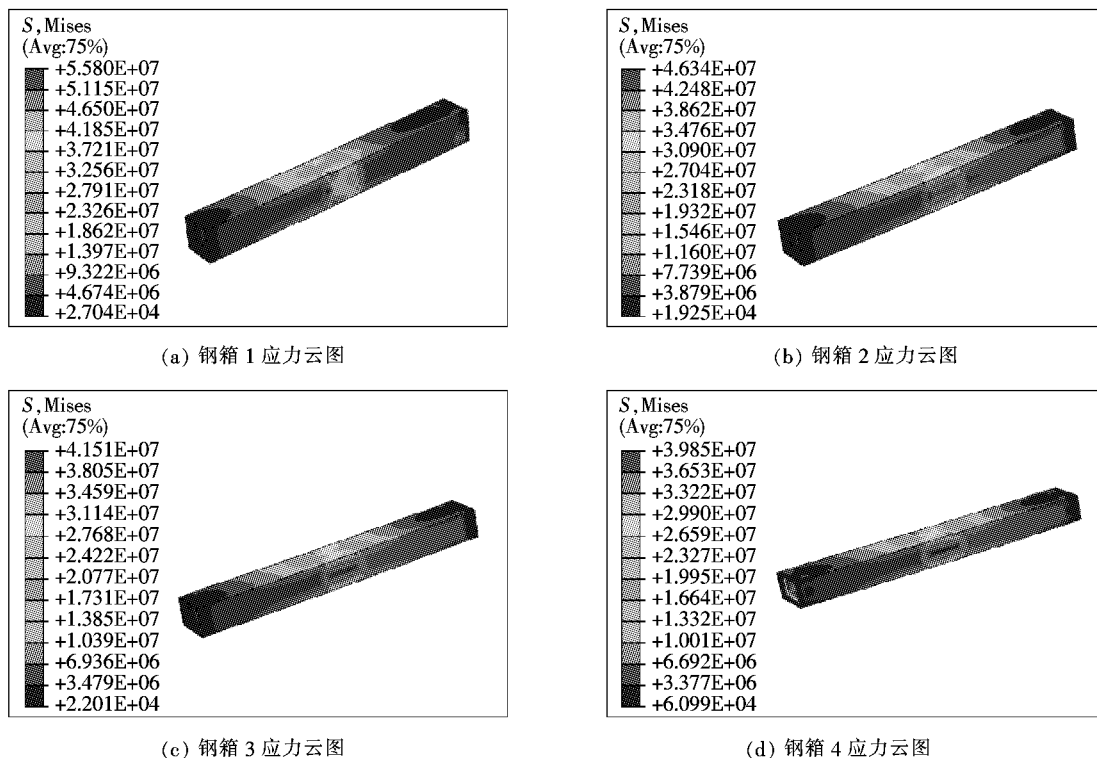 S,Mises
(Avg:75%)
+5.580E+07
+5.115E+07
+4.650E+07
+4.185E+07
+3.721E+07
+3.256E+07
+2.791E+07
+2.326E+07
+1.862E+07
+1.397E+07
+9.322E+06
+4.674E+06
+2.704E+04
(a) 钢箱 1 应力云图
S,Mises
(Avg:75%)
+4.634E+07
+4.248E+07
+3.862E+07
+3.476E+07
+3.090E+07
+2.704E+07
+2.318E+07
+1.932E+07
+1.546E+07
+1.160E+07
+7.739E+06
+3.879E+06
+1.925E+04
(b) 钢箱 2 应力云图
S,Mises
(Avg:75%)
+4.151E+07
+3.805E+07
+3.459E+07
+3.114E+07
+2.768E+07
+2.422E+07
+2.077E+07
+1.731E+07
+1.385E+07
+1.039E+07
+6.936E+06
+3.479E+06
+2.201E+04
(c) 钢箱 3 应力云图
S,Mises
(Avg:75%)
+3.985E+07
+3.653E+07
+3.322E+07
+2.990E+07
+2.659E+07
+2.327E+07
+1.995E+07
+1.664E+07
+1.332E+07
+1.001E+07
+6.692E+06
+3.377E+06
+6.099E+04
(d) 钢箱 4 应力云图